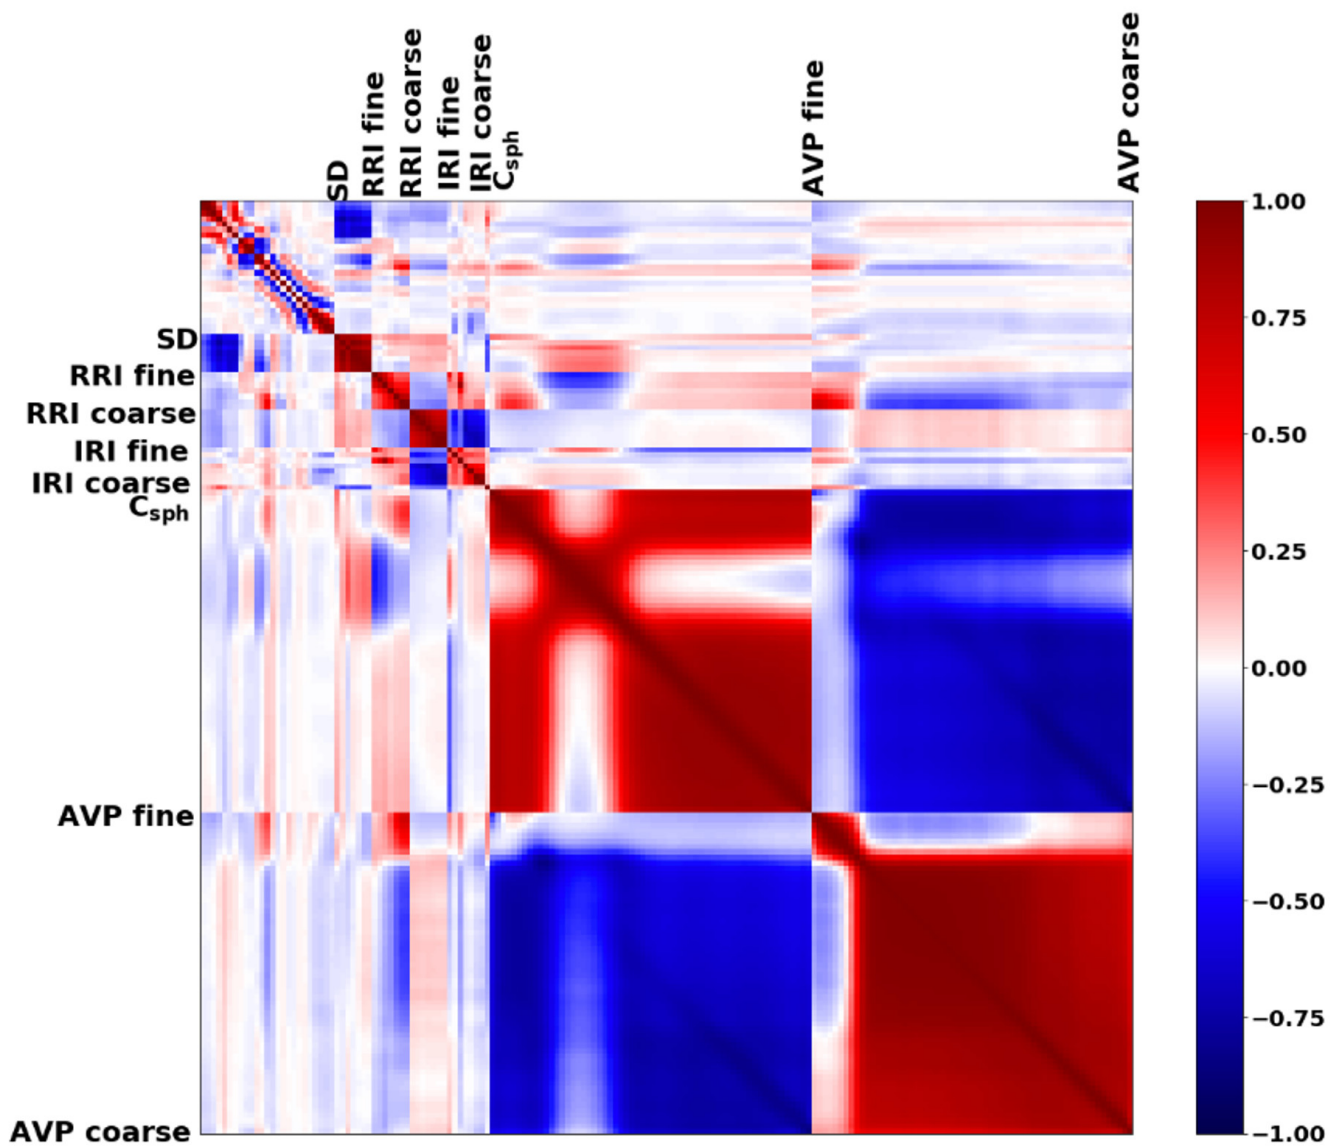 SD
RRI fine
RRI coarse
IRI fine
IRI coarse
Csph
AVP fine
AVP coarse
SD
RRI fine
RRI coarse
IRI fine
IRI coarse
Csph
AVP fine
AVP coarse
1.00
0.75
0.50
0.25
0.00
−0.25
−0.50
−0.75
−1.00